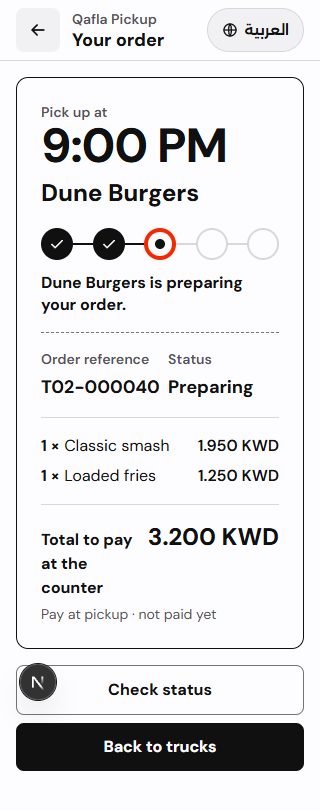 Qafla Pickup
Your order
العربية
Pick up at
9:00 PM
Dune Burgers
Dune Burgers is preparing
your order.
Order reference Status
T02-000040 Preparing
1 × Classic smash 1.950 KWD
1 × Loaded fries 1.250 KWD
Total to pay 3.200 KWD
at the
counter
Pay at pickup · not paid yet
N
Check status
Back to trucks